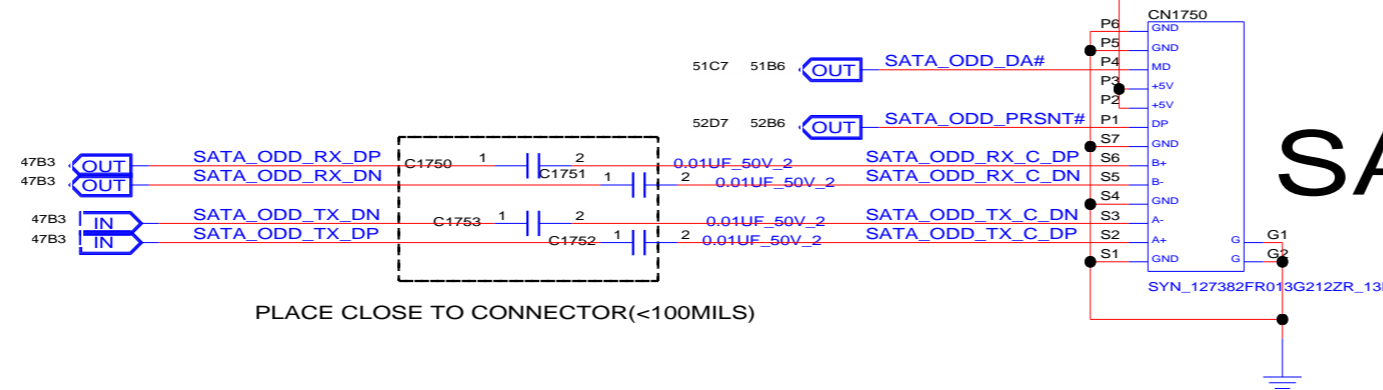 CN1750
P6 GND
P5 GND
51C7 51B6 OUT SATA_ODD_DA# P4 MD
P3 +5V
P2 +5V
52D7 52B6 OUT SATA_ODD_PRSNT# P1 DP
S7 GND
47B3 OUT SATA_ODD_RX_DP C1750 1 2 0.01UF_50V_2 SATA_ODD_RX_C_DP S6 B+
47B3 OUT SATA_ODD_RX_DN C1751 1 2 0.01UF_50V_2 SATA_ODD_RX_C_DN S5 B-
S4 GND
47B3 IN SATA_ODD_TX_DN C1753 1 2 0.01UF_50V_2 SATA_ODD_TX_C_DN S3 A-
47B3 IN SATA_ODD_TX_DP C1752 1 2 0.01UF_50V_2 SATA_ODD_TX_C_DP S2 A+ G G1
S1 GND G G2
SYN_127382FR013G212ZR_13
PLACE CLOSE TO CONNECTOR(<100MILS)
SA